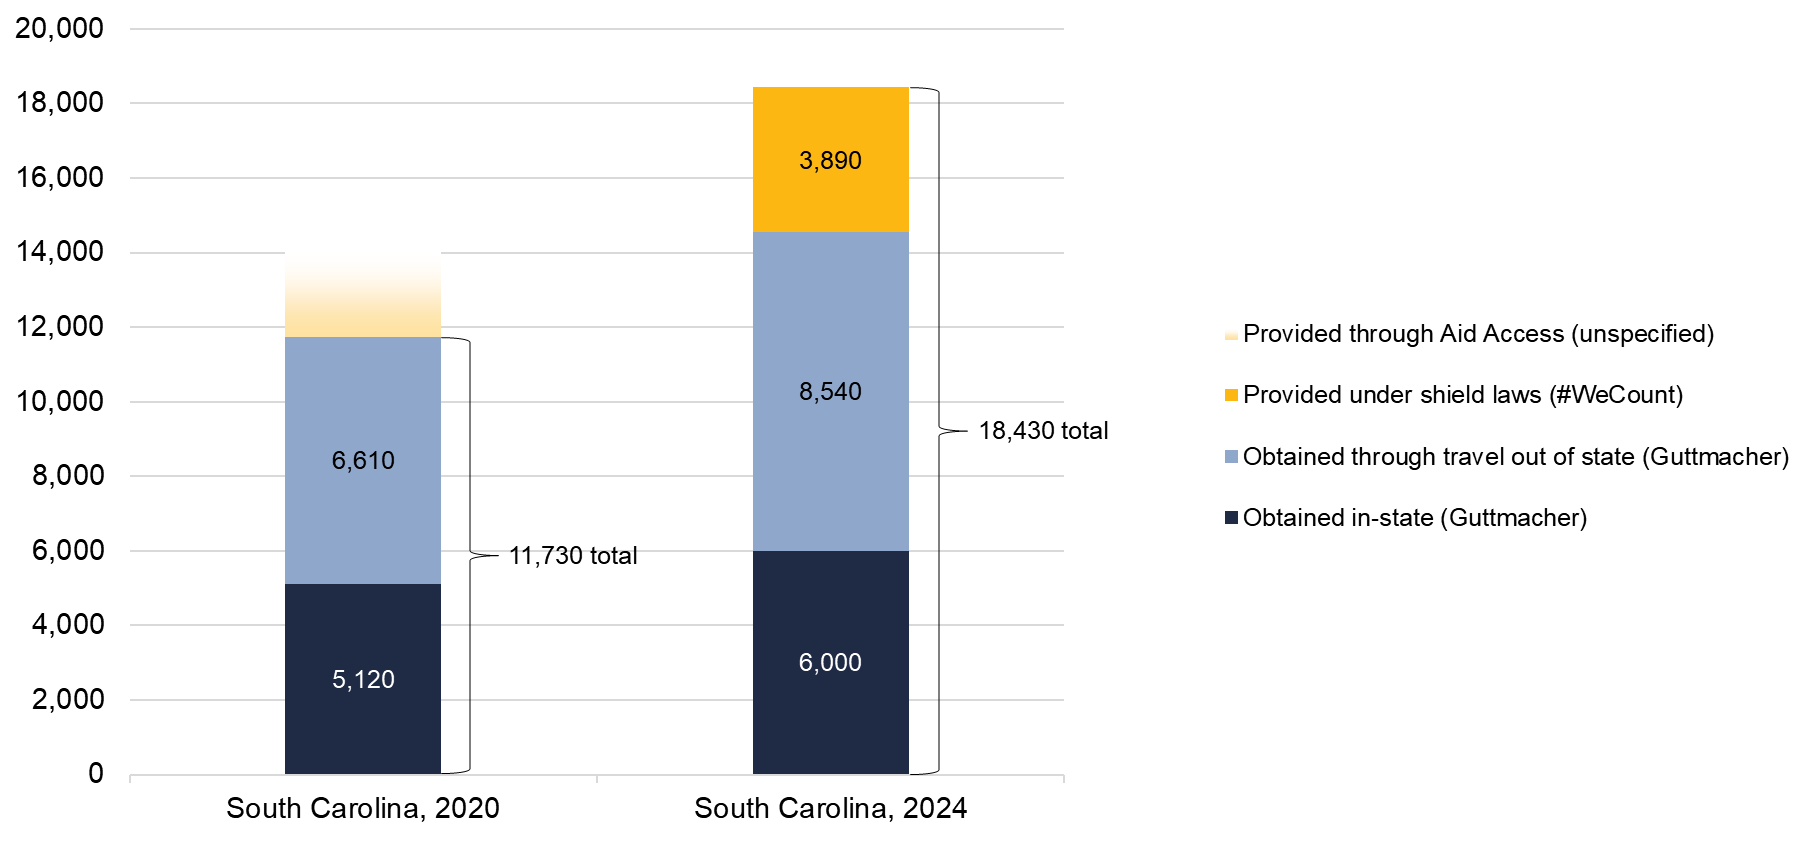 20,000
18,000
16,000
14,000
12,000
10,000
8,000
6,000
4,000
2,000
0
6,610
5,120
11,730 total
3,890
8,540
6,000
18,430 total
South Carolina, 2020
South Carolina, 2024
Provided through Aid Access (unspecified)
Provided under shield laws (#WeCount)
Obtained through travel out of state (Guttmacher)
Obtained in-state (Guttmacher)